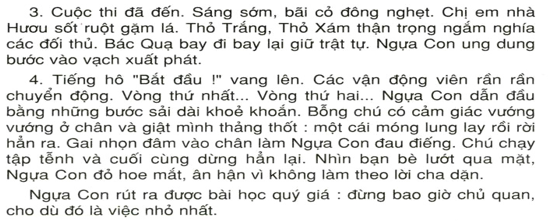 3. Cuộc thi đã đến. Sáng sớm, bãi cỏ đông nghẹt. Chị em nhà
Hươu sốt ruột gặm lá. Thỏ Trắng, Thỏ Xám thận trọng ngắm nghía
các đối thủ. Bác Quạ bay đi bay lại giữ trật tự. Ngựa Con ung dung
bước vào vạch xuất phát.
4. Tiếng hô "Bắt đầu !" vang lên. Các vận động viên rần rần
chuyển động. Vòng thứ nhất... Vòng thứ hai... Ngựa Con dẫn đầu
bằng những bước sải dài khoẻ khoắn. Bỗng chú có cảm giác vướng
vướng ở chân và giật mình thảng thốt : một cái móng lung lay rồi rời
hẳn ra. Gai nhọn đâm vào chân làm Ngựa Con đau điếng. Chú chạy
tập tễnh và cuối cùng dừng hẳn lại. Nhìn bạn bè lướt qua mặt,
Ngựa Con đỏ hoe mắt, ân hận vì không làm theo lời cha dặn.
Ngựa Con rút ra được bài học quý giá : đừng bao giờ chủ quan,
cho dù đó là việc nhỏ nhất.